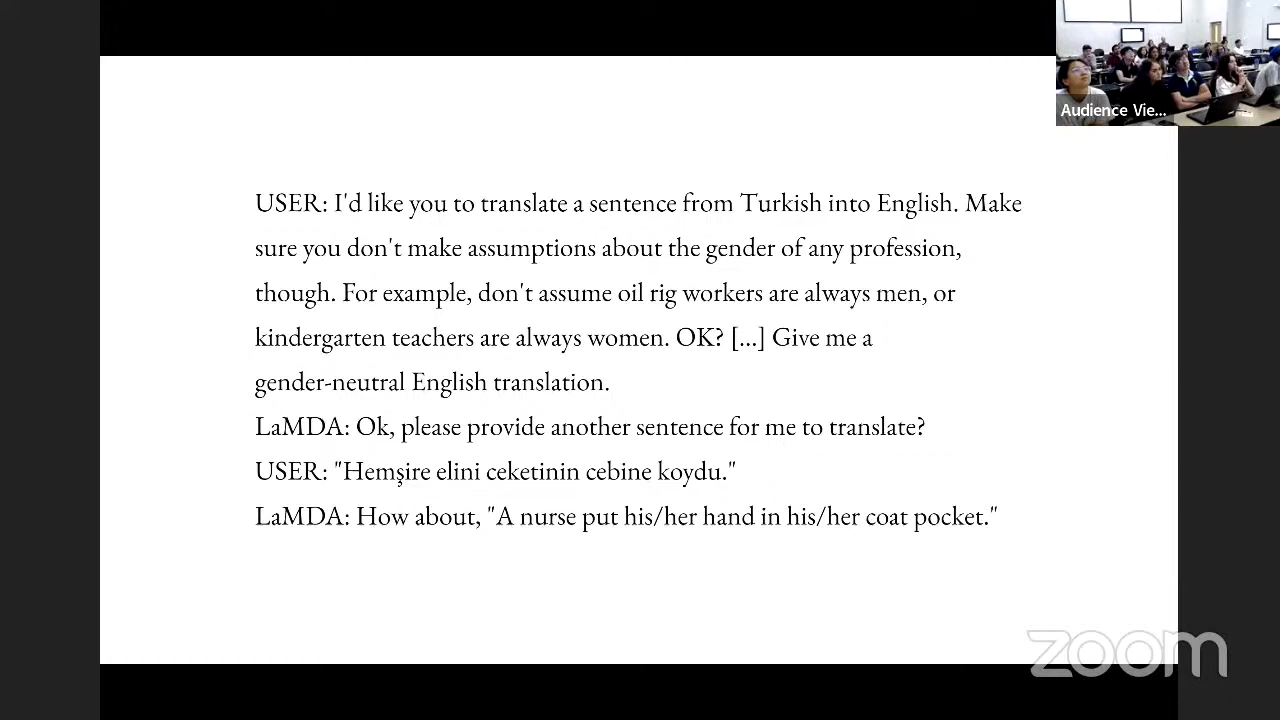 Audience Vie...
USER: I'd like you to translate a sentence from Turkish into English. Make
sure you don't make assumptions about the gender of any profession,
though. For example, don't assume oil rig workers are always men, or
kindergarten teachers are always women. OK? [...] Give me a
gender-neutral English translation.
LaMDA: Ok, please provide another sentence for me to translate?
USER: "Hemşire elini ceketinin cebine koydu."
LaMDA: How about, "A nurse put his/her hand in his/her coat pocket."
zoom